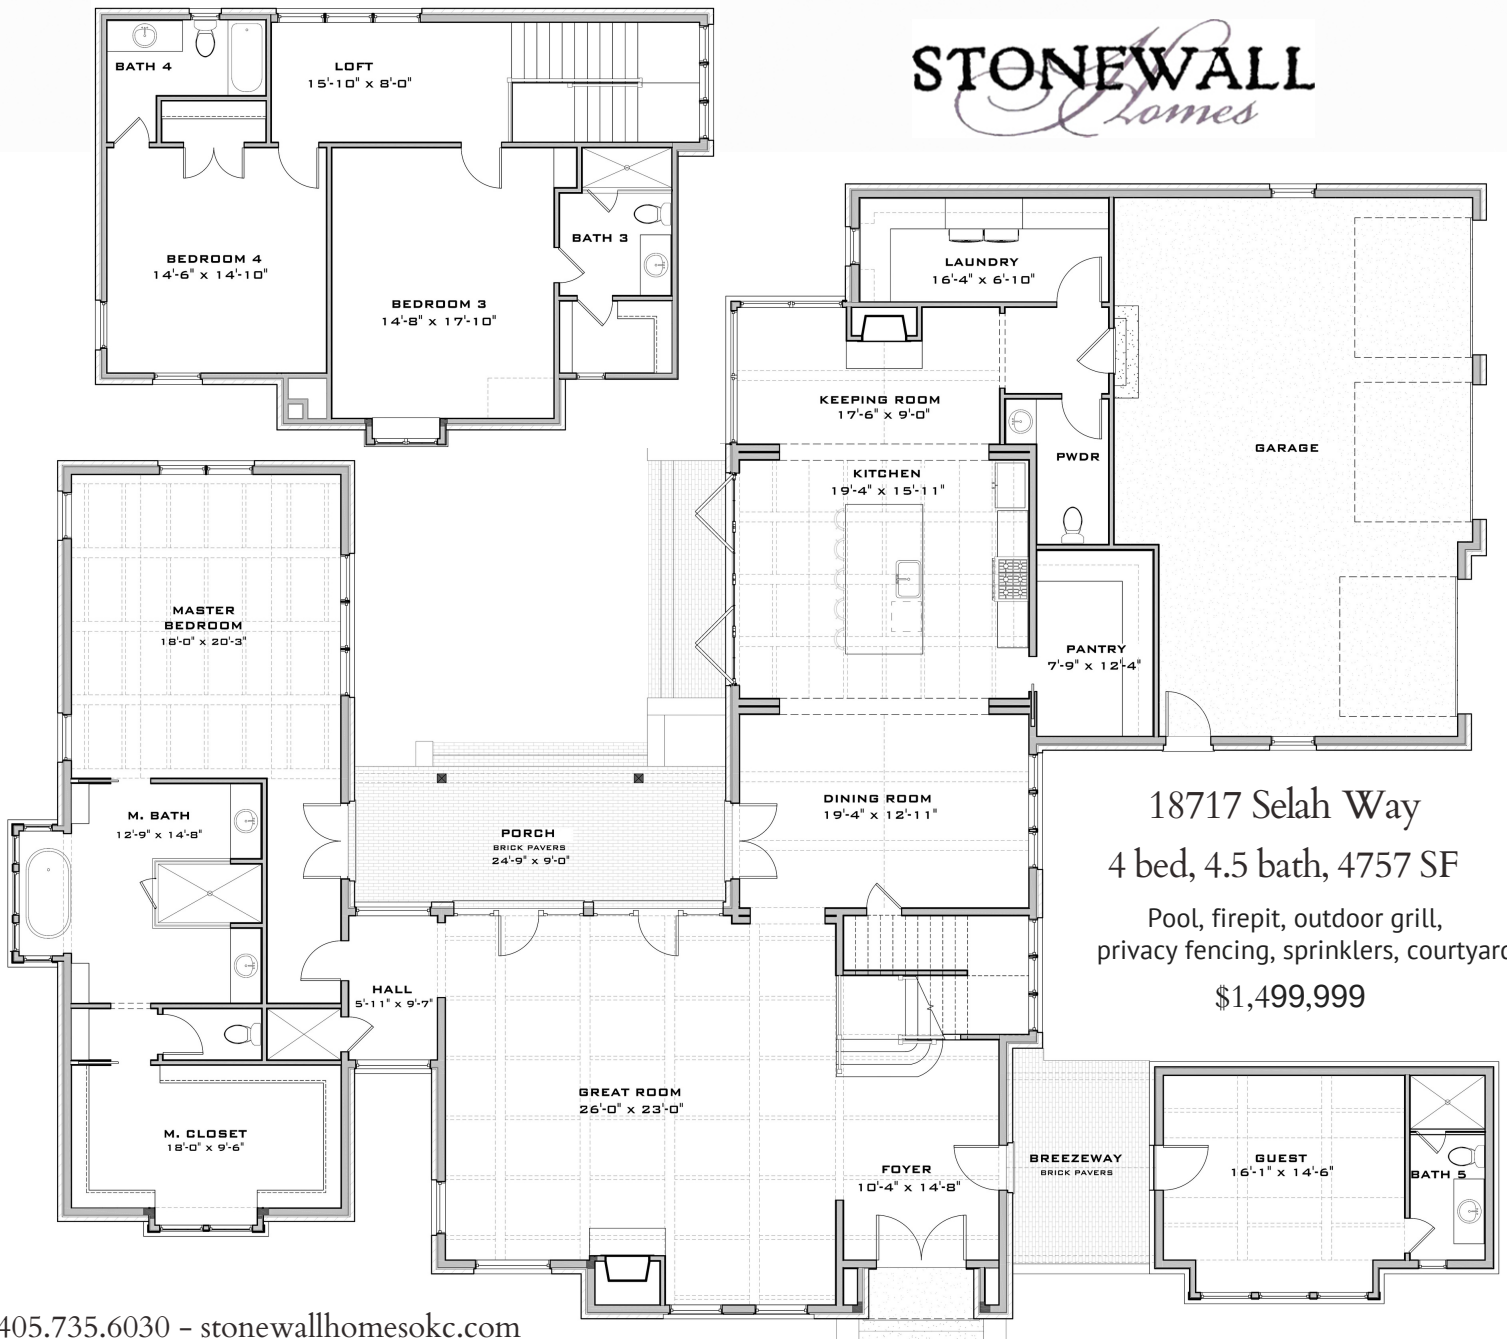 STONEWALL
Homes
BATH 4
LOFT
15'-10" x 8'-0"
BEDROOM 4
14'-6" x 14'-10"
BEDROOM 3
14'-8" x 17'-10"
BATH 3
LAUNDRY
16'-4" x 6'-10"
KEEPING ROOM
17'-6" x 9'-0"
KITCHEN
19'-4" x 15'-11"
PWDR
GARAGE
PANTRY
7'-9" x 12'-4"
MASTER
BEDROOM
18'-0" x 20'-3"
M. BATH
12'-9" x 14'-8"
PORCH
BRICK PAVERS
24'-9" x 9'-0"
DINING ROOM
19'-4" x 12'-11"
HALL
5'-11" x 9'-7"
GREAT ROOM
26'-0" x 23'-0"
M. CLOSET
18'-0" x 9'-6"
FOYER
10'-4" x 14'-8"
BREEZEWAY
BRICK PAVERS
GUEST
16'-1" x 14'-6"
BATH 5
18717 Selah Way
4 bed, 4.5 bath, 4757 SF
Pool, firepit, outdoor grill,
privacy fencing, sprinklers, courtyard
$1,499,999
405.735.6030 – stonewallhomesokc.com